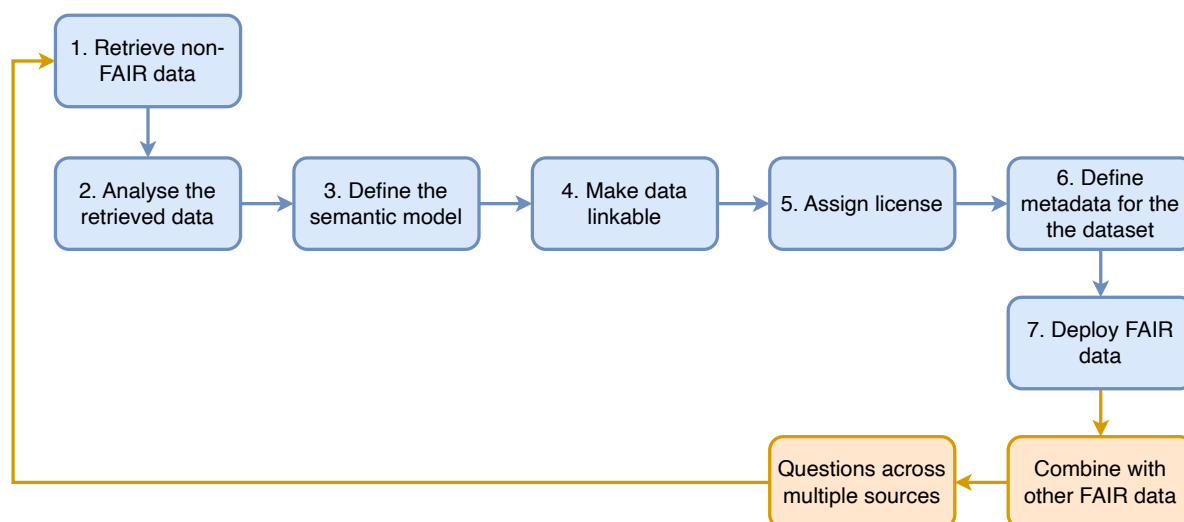 1. Retrieve non-
FAIR data
2. Analyse the
retrieved data
3. Define the
semantic model
4. Make data
linkable
5. Assign license
6. Define
metadata for the
the dataset
7. Deploy FAIR
data
Combine with
other FAIR data
Questions across
multiple sources